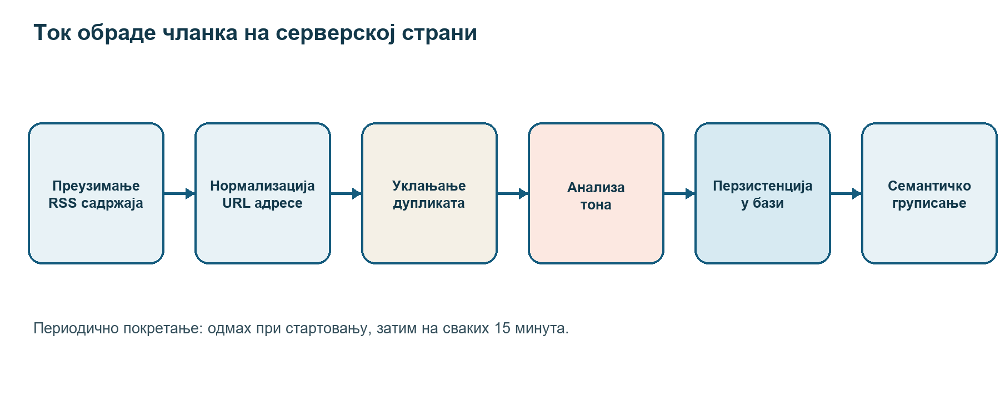 Ток обраде чланка на серверској страни
Преузимање
RSS садржаја
Нормализација
URL адресе
Уклањање
дупликата
Анализа
тона
Перзистенција
у бази
Семантичко
груписање
Периодично покретање: одмах при стартовању, затим на сваких 15 минута.